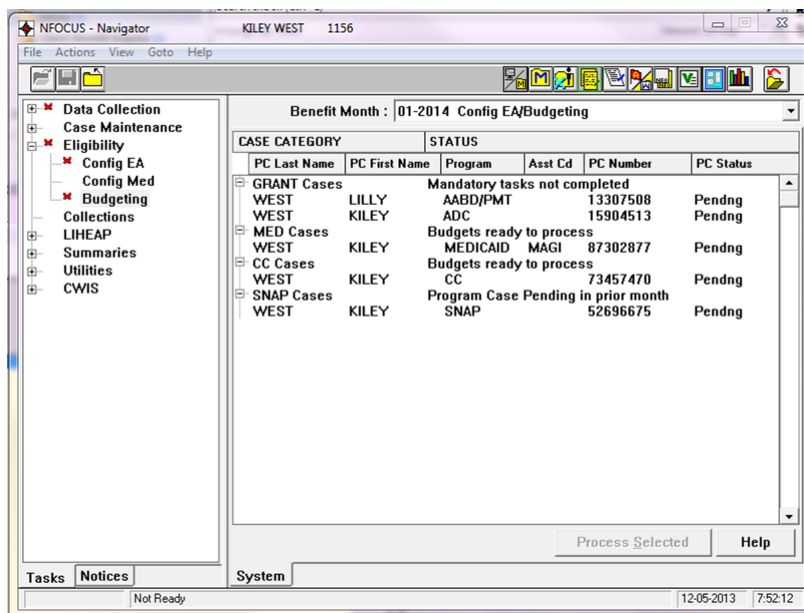 NFOCUS - Navigator KILEY WEST 1156
File Actions View Goto Help
Data Collection
Case Maintenance
Eligibility
Config EA
Config Med
Budgeting
Collections
LIHEAP
Summaries
Utilities
CWIS
Benefit Month : 01-2014 Config EA/Budgeting
CASE CATEGORY STATUS
PC Last Name PC First Name Program Asst Cd PC Number PC Status
GRANT Cases Mandatory tasks not completed
WEST LILLY AABD/PMT 13307508 Pendng
WEST KILEY ADC 15904513 Pendng
MED Cases Budgets ready to process
WEST KILEY MEDICAID MAGI 87302877 Pendng
CC Cases Budgets ready to process
WEST KILEY CC 73457470 Pendng
SNAP Cases Program Case Pending in prior month
WEST KILEY SNAP 52696675 Pendng
Process Selected Help
Tasks Notices System
Not Ready 12-05-2013 7:52:12